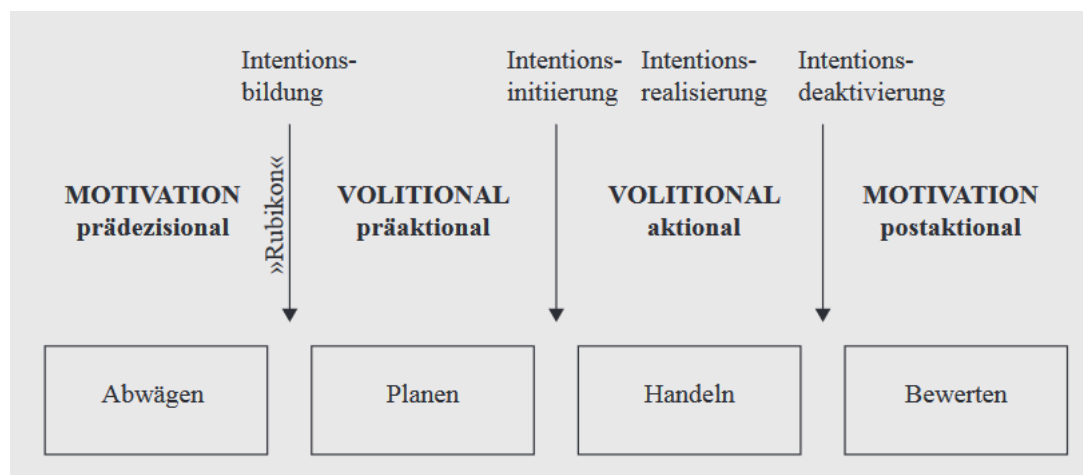 Intentions-
bildung
Intentions-
initiierung
Intentions-
realisierung
Intentions-
deaktivierung
»Rubikon«
MOTIVATION
prädezisional
VOLITIONAL
präaktional
VOLITIONAL
aktional
MOTIVATION
postaktional
Abwägen
Planen
Handeln
Bewerten